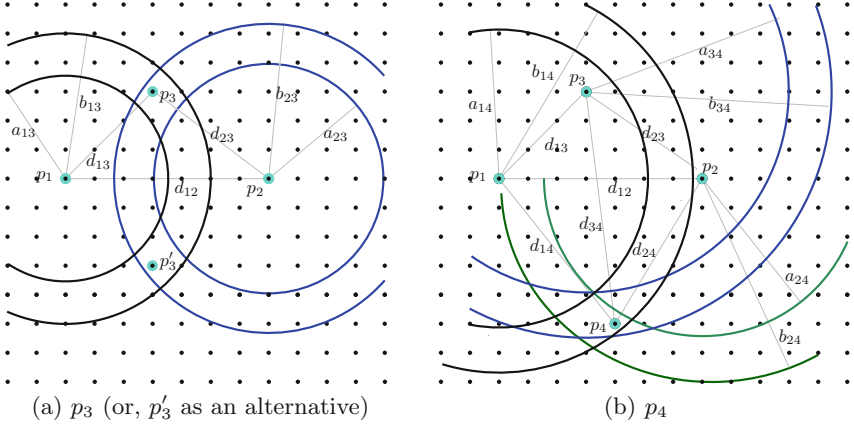 p3
b13
b23
a13
a23
d23
d13
p1
d12
p2
p′3
(a) p3 (or, p′3 as an alternative)
a34
b14
p3
a14
b34
d23
d13
p2
p1
d12
d34
d14
d24
a24
p4
b24
(b) p4